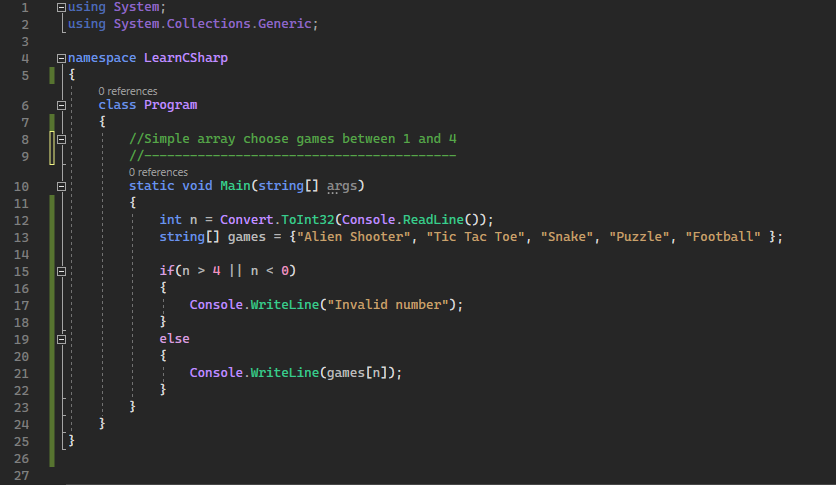 1 using System;
2 using System.Collections.Generic;
3
4 namespace LearnCSharp
5 {
0 references
6 class Program
7 {
8 //Simple array choose games between 1 and 4
9 //-----------------------------------------
0 references
10 static void Main(string[] args)
11 {
12 int n = Convert.ToInt32(Console.ReadLine());
13 string[] games = {"Alien Shooter", "Tic Tac Toe", "Snake", "Puzzle", "Football" };
14
15 if(n > 4 || n < 0)
16 {
17 Console.WriteLine("Invalid number");
18 }
19 else
20 {
21 Console.WriteLine(games[n]);
22 }
23 }
24 }
25 }
26
27